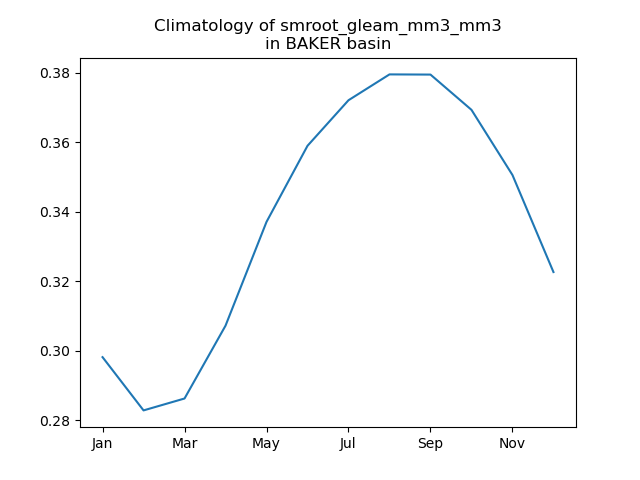 Climatology of smroot_gleam_mm3_mm3
in BAKER basin
0.38
0.36
0.34
0.32
0.30
0.28
Jan Mar May Jul Sep Nov